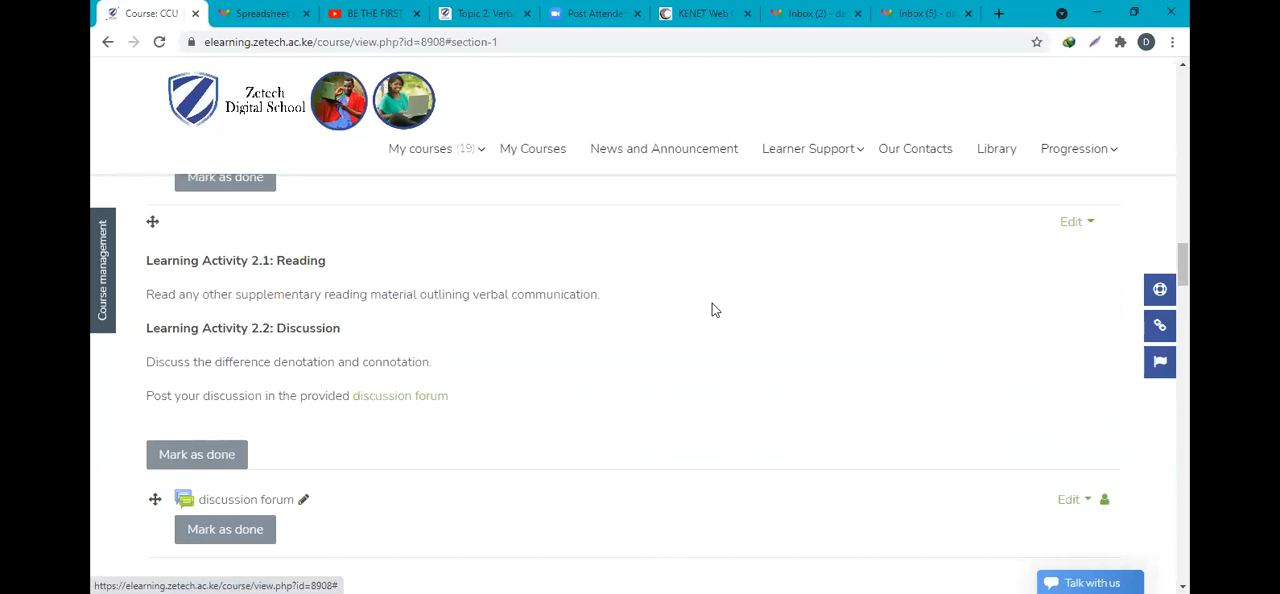 Course: CCU
Spreadsheet
BE THE FIRST
Topic 2: Verb
Post Attende
KENET Web
Inbox (2) - da
Inbox (5) - da
elearning.zetech.ac.ke/course/view.php?id=8908#section-1
D
Zetech
Digital School
My courses (19)
My Courses
News and Announcement
Learner Support
Our Contacts
Library
Progression
Mark as done
Edit
Course management
Learning Activity 2.1: Reading
Read any other supplementary reading material outlining verbal communication.
Learning Activity 2.2: Discussion
Discuss the difference denotation and connotation.
Post your discussion in the provided discussion forum
Mark as done
discussion forum
Edit
Mark as done
https://elearning.zetech.ac.ke/course/view.php?id=8908#
Talk with us